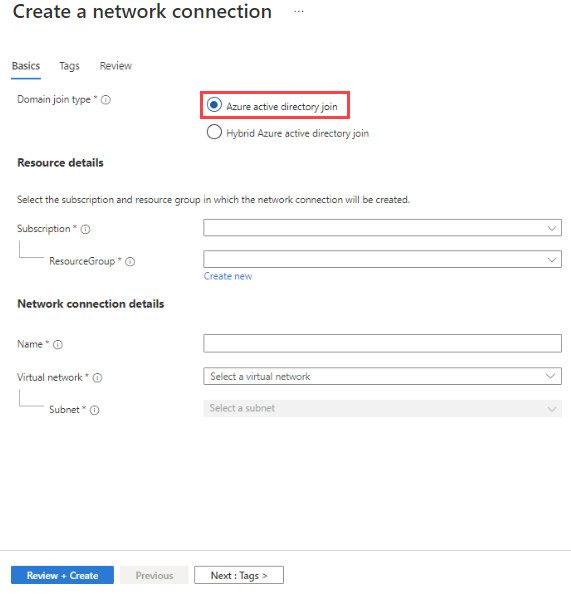 Create a network connection ...
Basics Tags Review
Domain join type * Azure active directory join
Hybrid Azure active directory join
Resource details
Select the subscription and resource group in which the network connection will be created.
Subscription *
ResourceGroup *
Create new
Network connection details
Name *
Virtual network * Select a virtual network
Subnet * Select a subnet
Review + Create Previous Next : Tags >